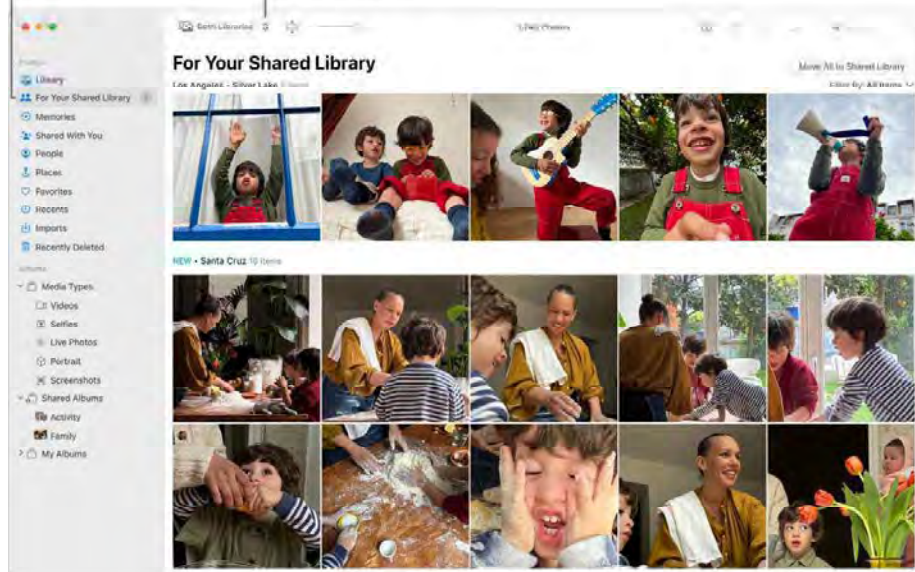 Both Libraries
For Your Shared Library
Move All to Shared Library
Los Angeles - Silver Lake
Filter By: All Items
Library
For Your Shared Library
Memories
Shared With You
People
Places
Favorites
Recents
Imports
Recently Deleted
Albums
Media Types
Videos
Selfies
Live Photos
Portrait
Screenshots
Shared Albums
Activity
Family
My Albums
NEW • Santa Cruz 10 items